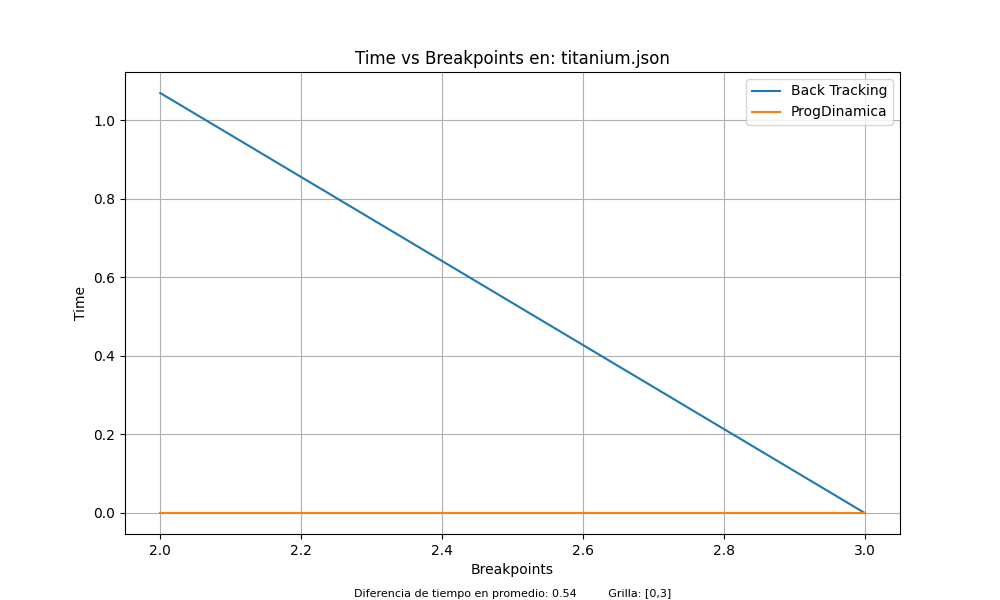 Time vs Breakpoints en: titanium.json
Back Tracking
ProgDinamica
1.0
0.8
0.6
0.4
0.2
0.0
Time
2.0 2.2 2.4 2.6 2.8 3.0
Breakpoints
Diferencia de tiempo en promedio: 0.54 Grilla: [0,3]